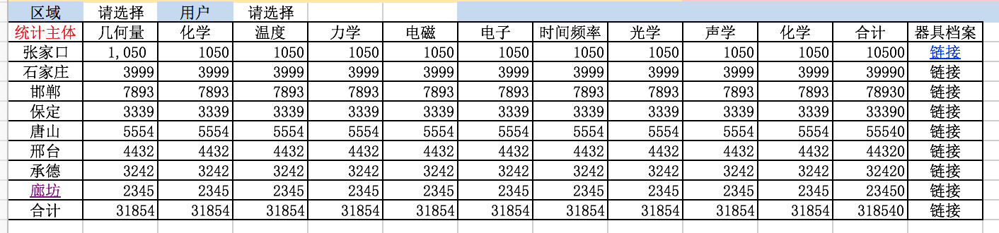 区域 请选择 用户 请选择
统计主体 几何量 化学 温度 力学 电磁 电子 时间频率 光学 声学 化学 合计 器具档案
张家口 1,050 1050 1050 1050 1050 1050 1050 1050 1050 1050 10500 链接
石家庄 3999 3999 3999 3999 3999 3999 3999 3999 3999 3999 39990 链接
邯郸 7893 7893 7893 7893 7893 7893 7893 7893 7893 7893 78930 链接
保定 3339 3339 3339 3339 3339 3339 3339 3339 3339 3339 33390 链接
唐山 5554 5554 5554 5554 5554 5554 5554 5554 5554 5554 55540 链接
邢台 4432 4432 4432 4432 4432 4432 4432 4432 4432 4432 44320 链接
承德 3242 3242 3242 3242 3242 3242 3242 3242 3242 3242 32420 链接
廊坊 2345 2345 2345 2345 2345 2345 2345 2345 2345 2345 23450 链接
合计 31854 31854 31854 31854 31854 31854 31854 31854 31854 31854 318540 链接